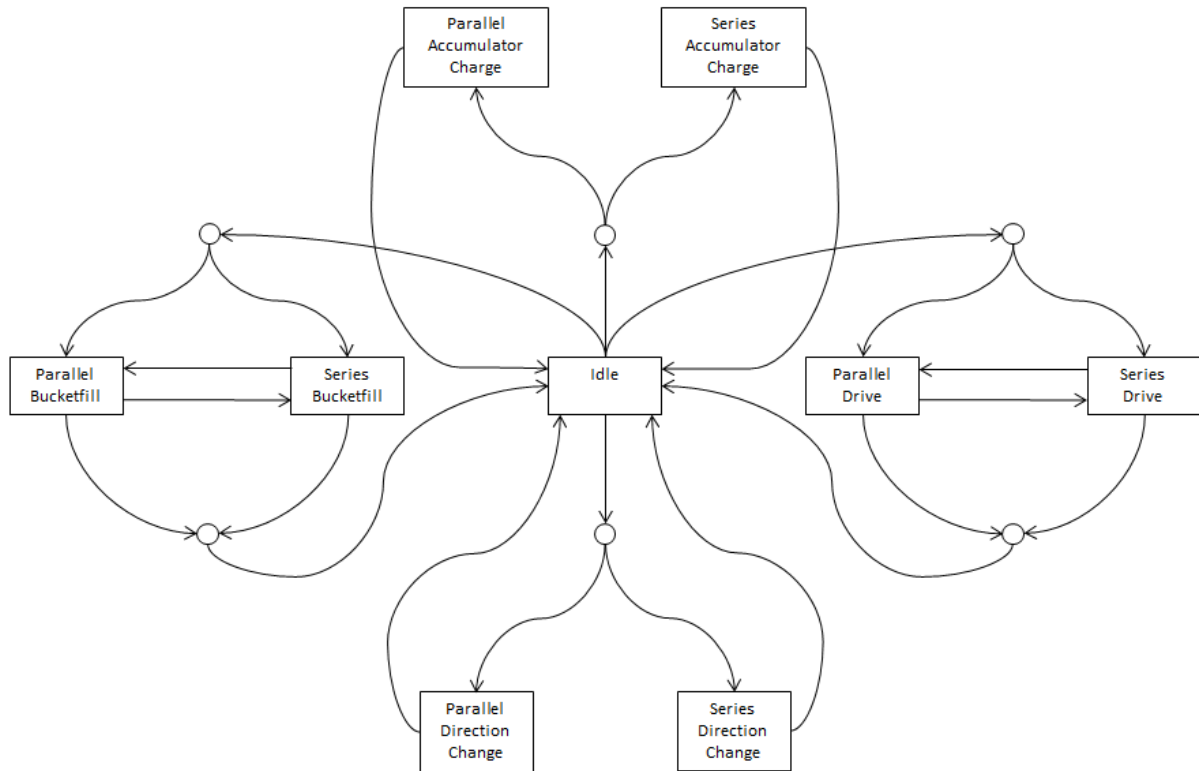 Parallel
Accumulator
Charge
Series
Accumulator
Charge
Parallel
Bucketfill
Series
Bucketfill
Idle
Parallel
Drive
Series
Drive
Parallel
Direction
Change
Series
Direction
Change